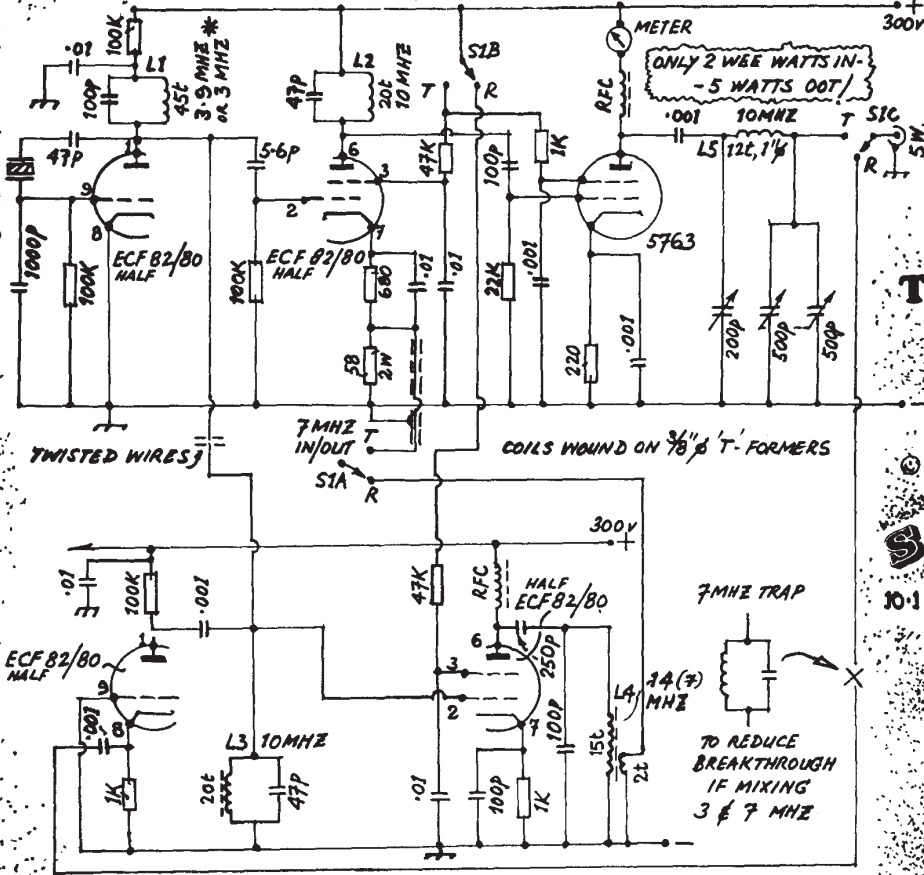 100K
L1
.01
100p
45t
3.9 MHZ *
OR 3 MHZ
47p
1
9
8
1000P
100K
ECF 82/80
HALF
5.6p
L2
47p
20t
10 MHZ
6
3
2
7
ECF 82/80
HALF
100K
680
.01
58
2W
47K
.01
S1B
T
R
100p
1K
22K
.001
METER
RFC
5763
220
.001
ONLY 2 WEE WATTS IN-
-5 WATTS OOT!
.001
10MHZ
L5
12t, 1"φ
T
S1C
R
5W
300V
+
200p
500p
500p
T
TWISTED WIRES
7MHZ
IN/OUT
T
S1A
R
COILS WOUND ON 3/8"φ 'T' FORMERS
©
S
10·1
300V
+
.01
100K
.001
ECF 82/80
HALF
1
9
8
.001
1K
L3
10MHZ
20t
47p
47K
RFC
HALF
ECF 82/80
6
3
2
7
250p
.01
100p
1K
100p
L4
14 (7)
MHZ
15t
2t
7MHZ TRAP
TO REDUCE
BREAKTHROUGH
IF MIXING
3 & 7 MHZ